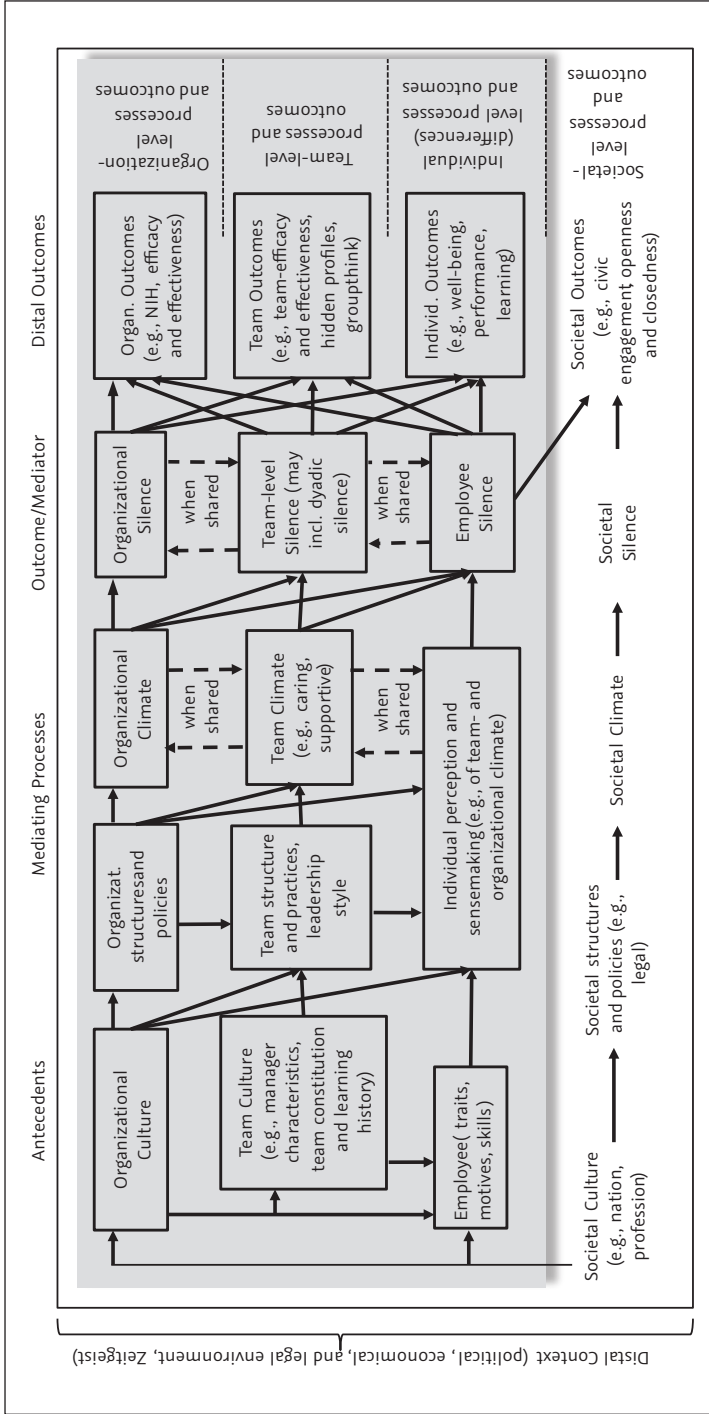 Antecedents
Mediating Processes
Outcome/Mediator
Distal Outcomes
Organizational
Culture
Organizat.
structuresand
policies
Organizational
Climate
Organizational
Silence
Organ. Outcomes
(e.g., NIH, efficacy
and effectiveness)
Organization-
level
processes
and outcomes
when
shared
when
shared
Team Culture
(e.g., manager
characteristics,
team constitution
and learning
history)
Team structure
and practices,
leadership
style
Team Climate
(e.g., caring,
supportive)
Team-level
Silence (may
incl. dyadic
silence)
Team Outcomes
(e.g., team-efficacy
and effectiveness,
hidden profiles,
groupthink)
Team-level
processes and
outcomes
when
shared
when
shared
Employee( traits,
motives, skills)
Individual perception and
sensemaking (e.g., of team- and
organizational climate)
Employee
Silence
Individ. Outcomes
(e.g., well-being,
performance,
learning)
Individual
(differences)
level processes
and outcomes
Societal Culture
(e.g., nation,
profession)
Societal structures
and policies (e.g.,
legal)
Societal Climate
Societal
Silence
Societal Outcomes
(e.g., civic
engagement, openness
and closedness)
Societal-
level
processes
and
outcomes
Distal Context (political, economical, and legal environment, Zeitgeist)